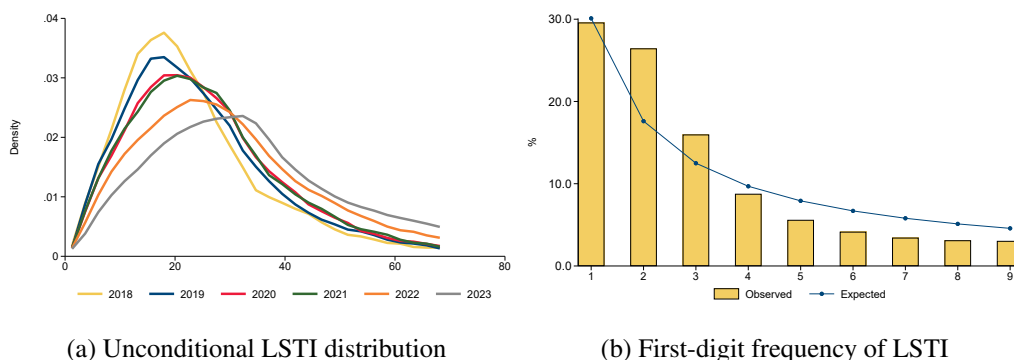 .04
.03
.02
.01
0
Density
0 20 40 60 80
2018 2019 2020 2021 2022 2023
(a) Unconditional LSTI distribution
30.0
20.0
10.0
0.0
%
1 2 3 4 5 6 7 8 9
Observed Expected
(b) First-digit frequency of LSTI